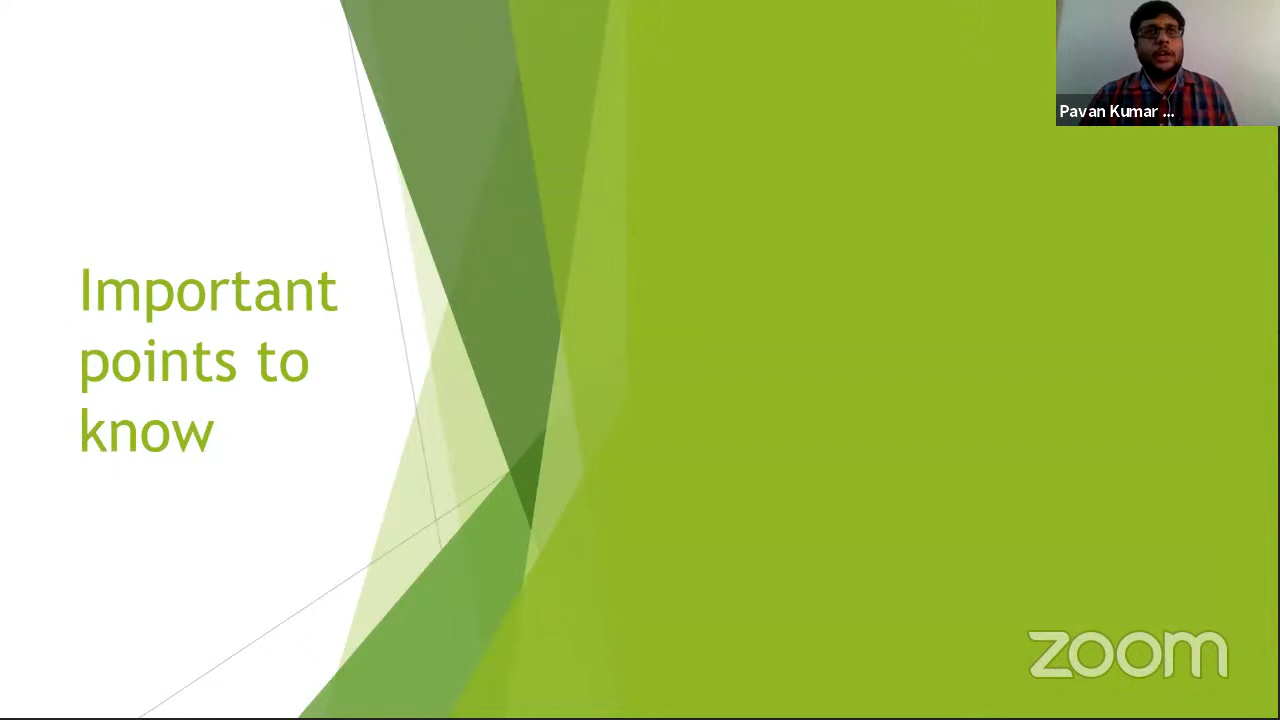 Pavan Kumar ...
Important
points to
know
zoom